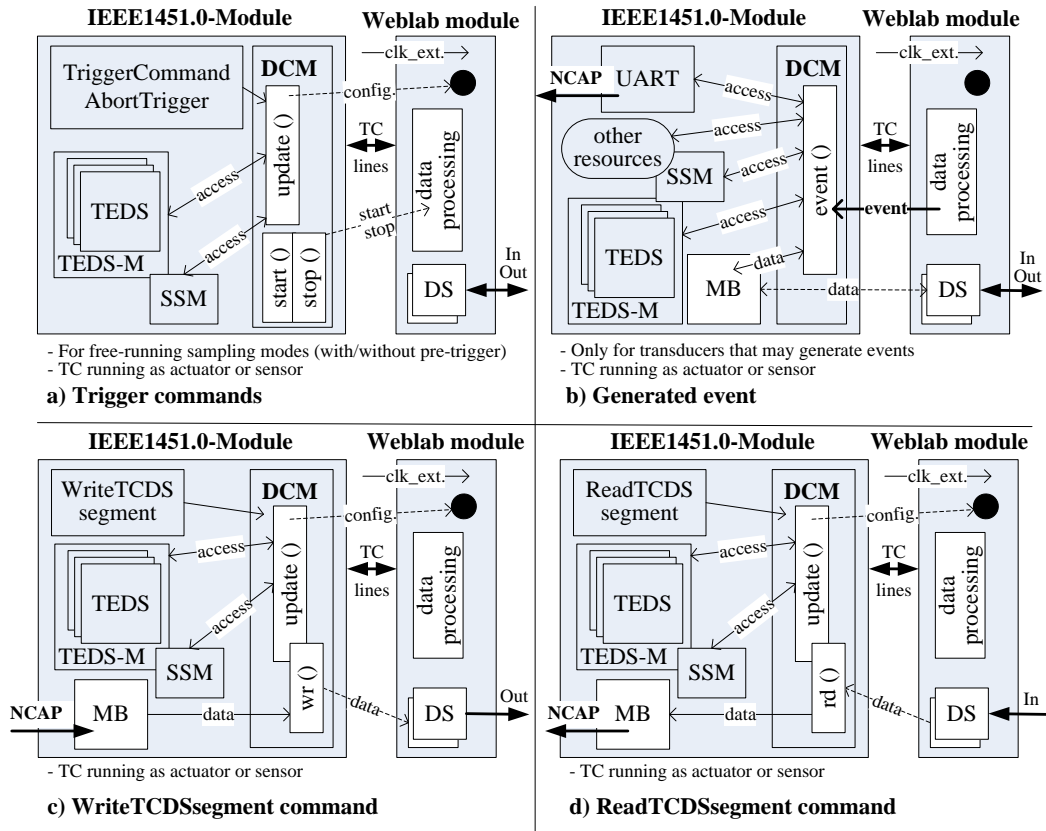 IEEE1451.0-Module
Weblab module
TriggerCommand
AbortTrigger
DCM
clk_ext.
config.
update ()
TC
lines
access
TEDS
TEDS-M
access
SSM
start ()
stop ()
start
stop
data
processing
DS
In
Out
- For free-running sampling modes (with/without pre-trigger)
- TC running as actuator or sensor
a) Trigger commands
IEEE1451.0-Module
Weblab module
NCAP
UART
DCM
clk_ext.
access
other
resources
access
TC
lines
SSM
access
event ()
data
processing
event
access
TEDS
TEDS-M
MB
data
data
DS
In
Out
- Only for transducers that may generate events
- TC running as actuator or sensor
b) Generated event
IEEE1451.0-Module
Weblab module
WriteTCDS
segment
DCM
clk_ext.
config.
update ()
access
TC
lines
TEDS
TEDS-M
access
SSM
data
processing
NCAP
MB
data
wr ()
data
DS
Out
- TC running as actuator or sensor
c) WriteTCDSsegment command
IEEE1451.0-Module
Weblab module
ReadTCDS
segment
DCM
clk_ext.
config.
update ()
access
TC
lines
TEDS
TEDS-M
access
SSM
data
processing
NCAP
MB
data
rd ()
data
DS
In
- TC running as actuator or sensor
d) ReadTCDSsegment command